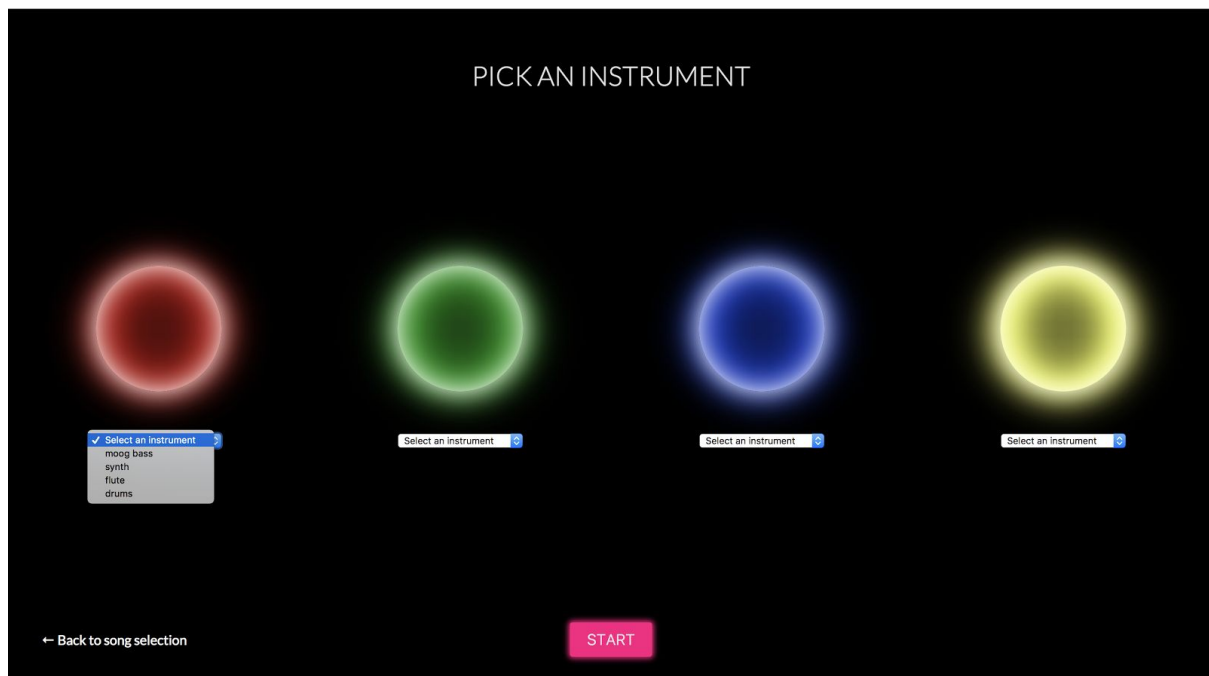 PICK AN INSTRUMENT
✓ Select an instrument
moog bass
synth
flute
drums
Select an instrument
Select an instrument
Select an instrument
← Back to song selection
START